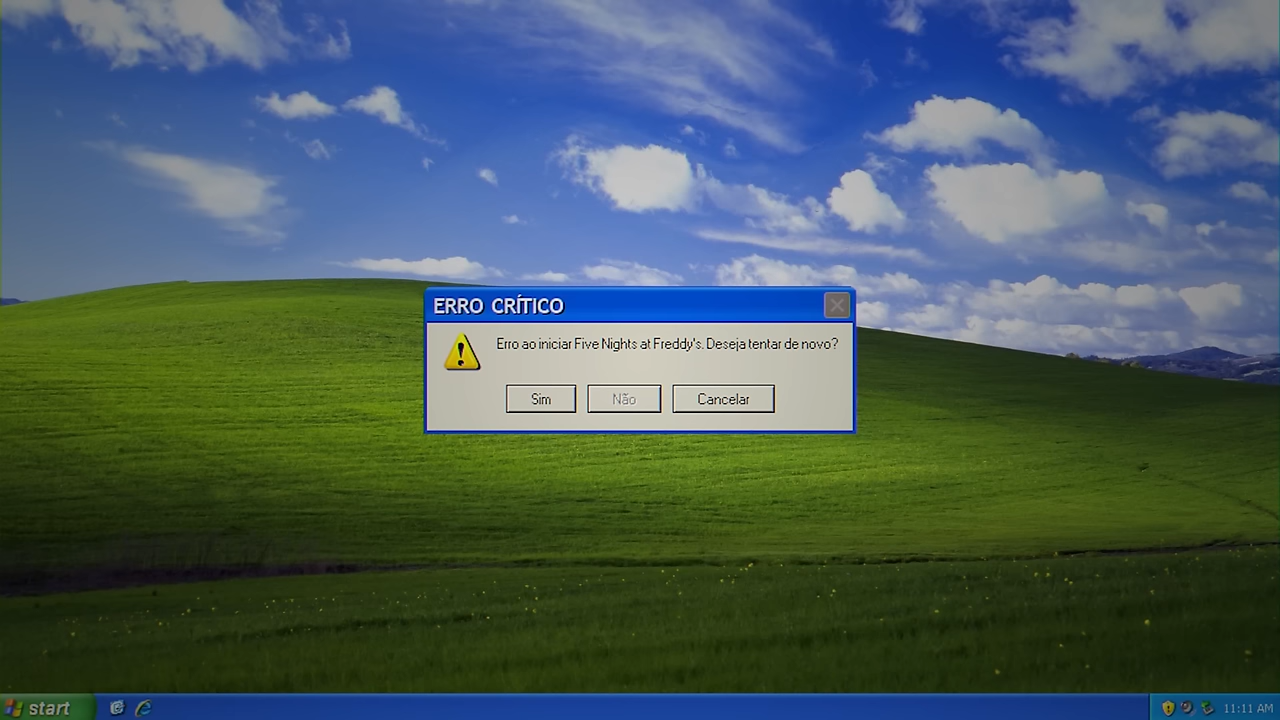 ERRO CRÍTICO
Erro ao iniciar Five Nights at Freddy's. Deseja tentar de novo?
Sim Não Cancelar
start 11:11 AM